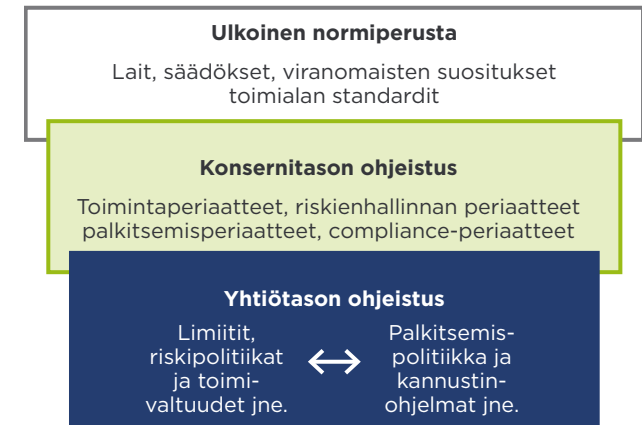 Ulkoinen normiperusta
Lait, säädökset, viranomaisten suositukset
toimialan standardit
Konsernitason ohjeistus
Toimintaperiaatteet, riskienhallinnan periaatteet
palkitsemisperiaatteet, compliance-periaatteet
Yhtiötason ohjeistus
Limiitit,
riskipolitiikat
ja toimi-
valtuudet jne.
Palkitsemis-
politiikka ja
kannustin-
ohjelmat jne.